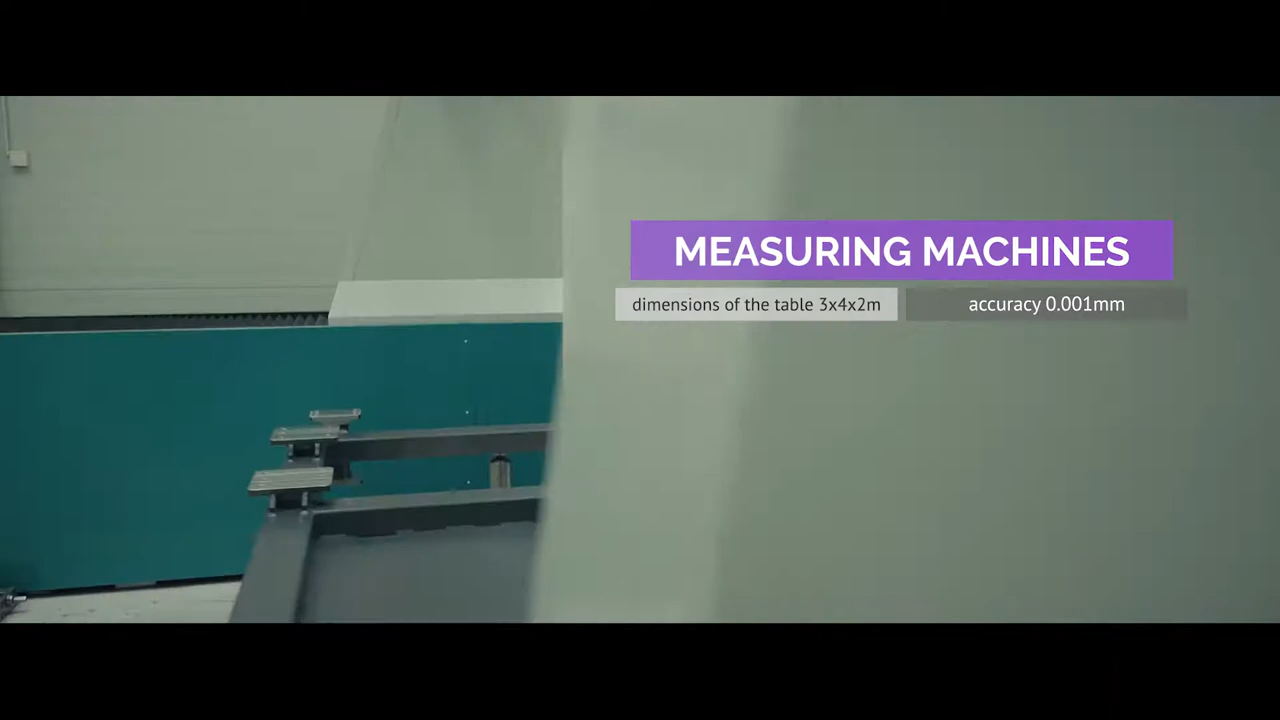 MEASURING MACHINES
dimensions of the table 3x4x2m
accuracy 0.001mm